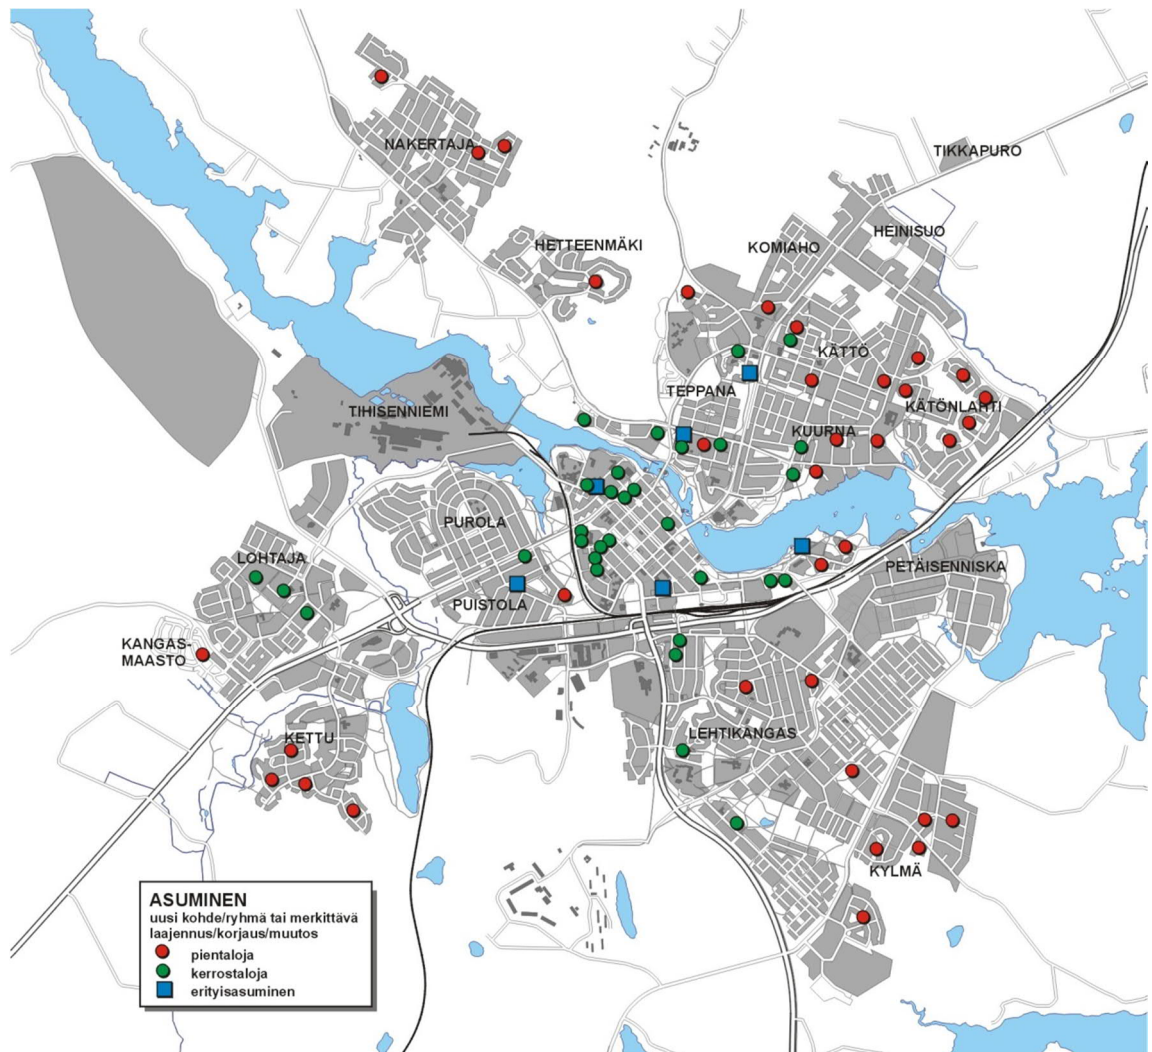 NAKERTAJA
TIKKAPURO
HEINISUO
HETTEENMÄKI
KOMIAHO
KÄTTÖ
TEPPANA
KÄTÖNLAHTI
TIHISENNIEMI
KUURNA
PUROLA
LOHTAJA
PETÄISENNISKA
PUISTOLA
KANGAS-
MAASTO
LEHTIKANGAS
KETTU
KYLMÄ
ASUMINEN
uusi kohde/ryhmä tai merkittävä
laajennus/korjaus/muutos
pientaloja
kerrostaloja
erityisasuminen